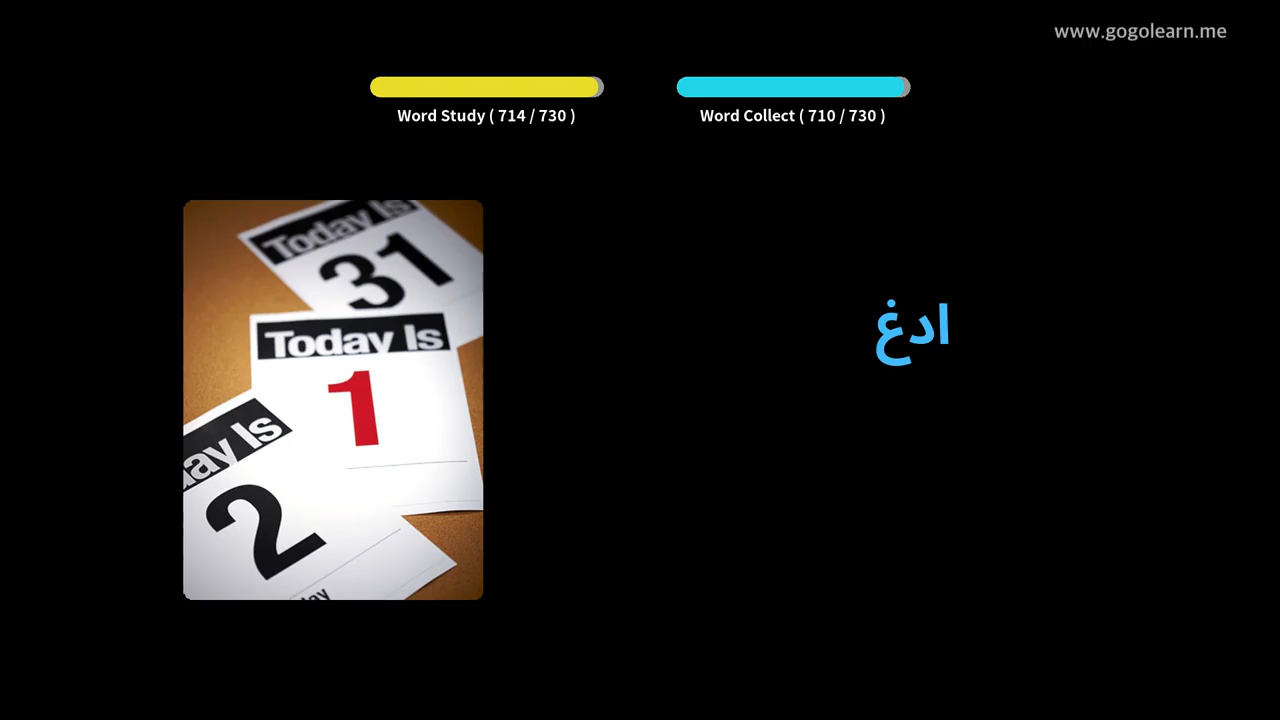 www.gogolearn.me
Word Study ( 714 / 730 )
Word Collect ( 710 / 730 )
Today Is
31
Today Is
1
ادغ
ay Is
2